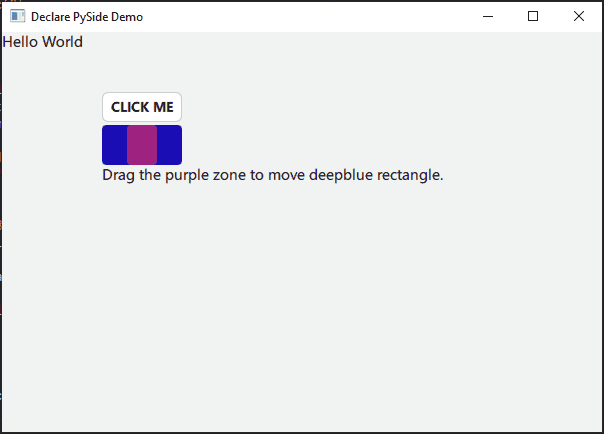 Declare PySide Demo
Hello World
CLICK ME
Drag the purple zone to move deepblue rectangle.